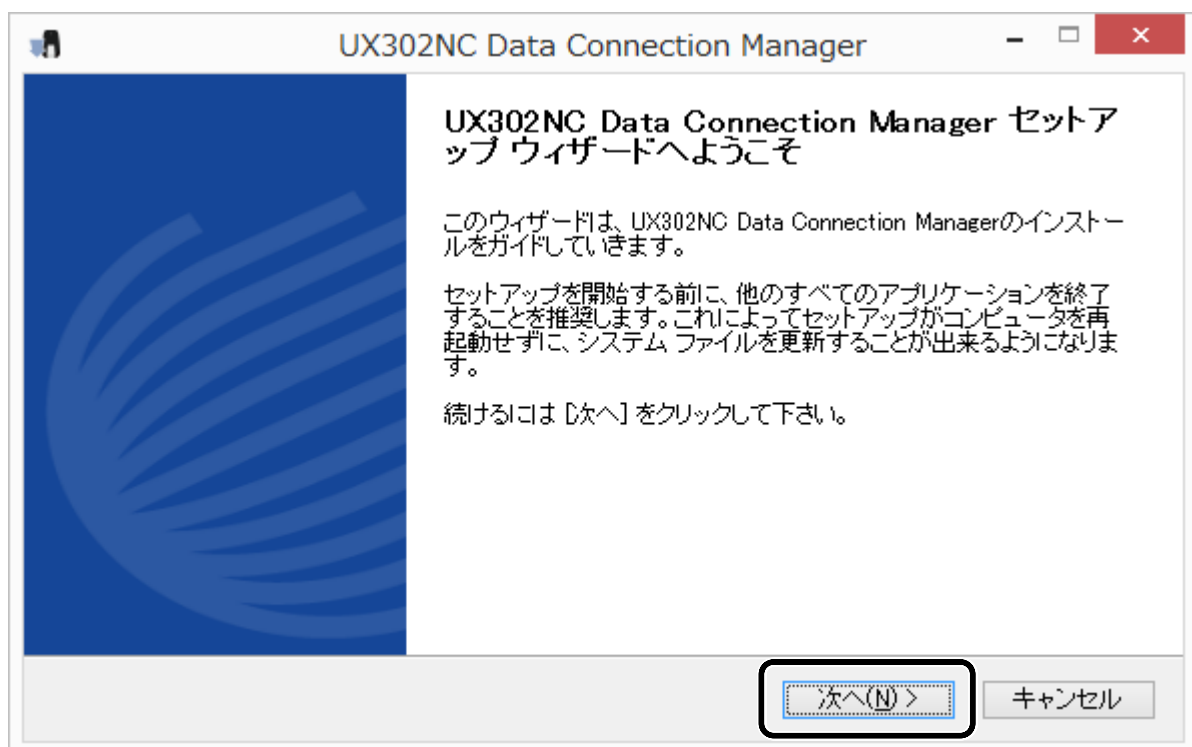 UX302NC Data Connection Manager
UX302NC Data Connection Manager セットア
ップ ウィザードへようこそ
このウィザードは、UX302NC Data Connection Managerのインストー
ルをガイドしていきます。
セットアップを開始する前に、他のすべてのアプリケーションを終了
することを推奨します。これによってセットアップがコンピュータを再
起動せずに、システム ファイルを更新することが出来るようになりま
す。
続けるには [次へ] をクリックして下さい。
次へ(N) >
キャンセル